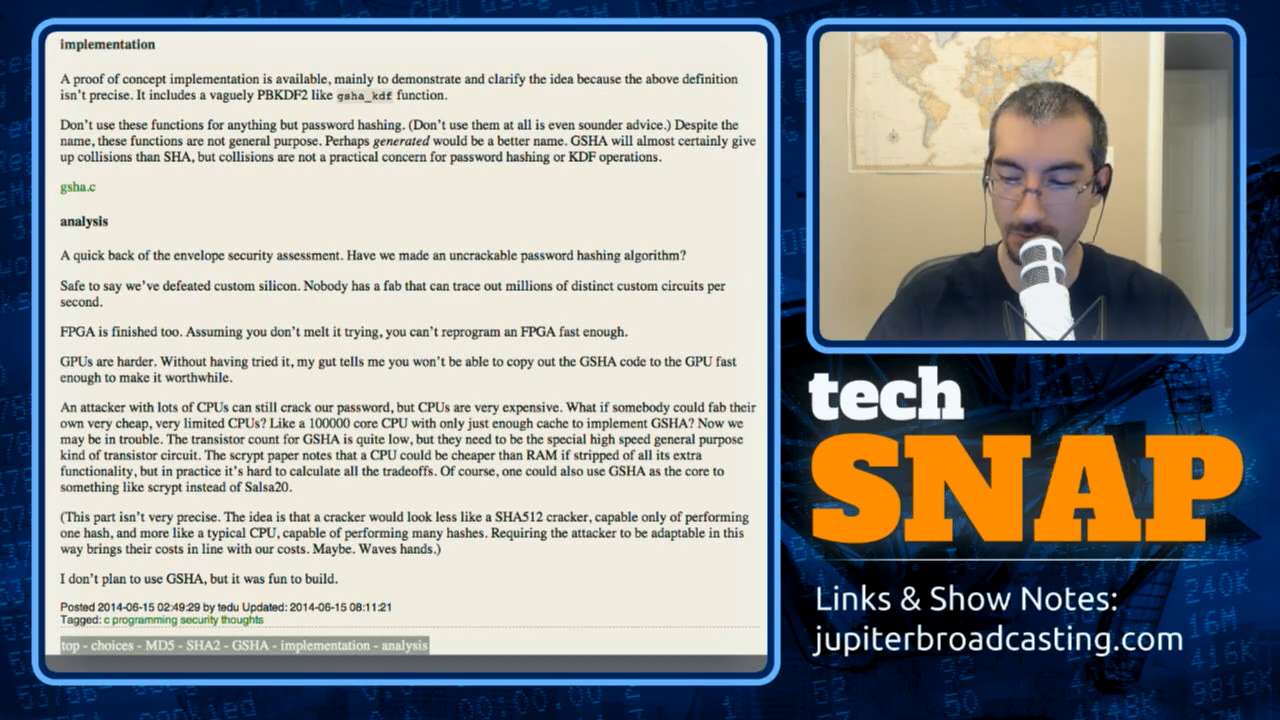 implementation
A proof of concept implementation is available, mainly to demonstrate and clarify the idea because the above definition
isn't precise. It includes a vaguely PBKDF2 like gsha_kdf function.
Don't use these functions for anything but password hashing. (Don't use them at all is even sounder advice.) Despite the
name, these functions are not general purpose. Perhaps generated would be a better name. GSHA will almost certainly give
up collisions than SHA, but collisions are not a practical concern for password hashing or KDF operations.
gsha.c
analysis
A quick back of the envelope security assessment. Have we made an uncrackable password hashing algorithm?
Safe to say we've defeated custom silicon. Nobody has a fab that can trace out millions of distinct custom circuits per
second.
FPGA is finished too. Assuming you don't melt it trying, you can't reprogram an FPGA fast enough.
GPUs are harder. Without having tried it, my gut tells me you won't be able to copy out the GSHA code to the GPU fast
enough to make it worthwhile.
An attacker with lots of CPUs can still crack our password, but CPUs are very expensive. What if somebody could fab their
own very cheap, very limited CPUs? Like a 100000 core CPU with only just enough cache to implement GSHA? Now we
may be in trouble. The transistor count for GSHA is quite low, but they need to be the special high speed general purpose
kind of transistor circuit. The scrypt paper notes that a CPU could be cheaper than RAM if stripped of all its extra
functionality, but in practice it's hard to calculate all the tradeoffs. Of course, one could also use GSHA as the core to
something like scrypt instead of Salsa20.
(This part isn't very precise. The idea is that a cracker would look less like a SHA512 cracker, capable only of performing
one hash, and more like a typical CPU, capable of performing many hashes. Requiring the attacker to be adaptable in this
way brings their costs in line with our costs. Maybe. Waves hands.)
I don't plan to use GSHA, but it was fun to build.
Posted 2014-06-15 02:49:29 by tedu Updated: 2014-06-15 08:11:21
Tagged: c programming security thoughts
top - choices - MD5 - SHA2 - GSHA - implementation - analysis
tech
SNAP
Links & Show Notes:
jupiterbroadcasting.com